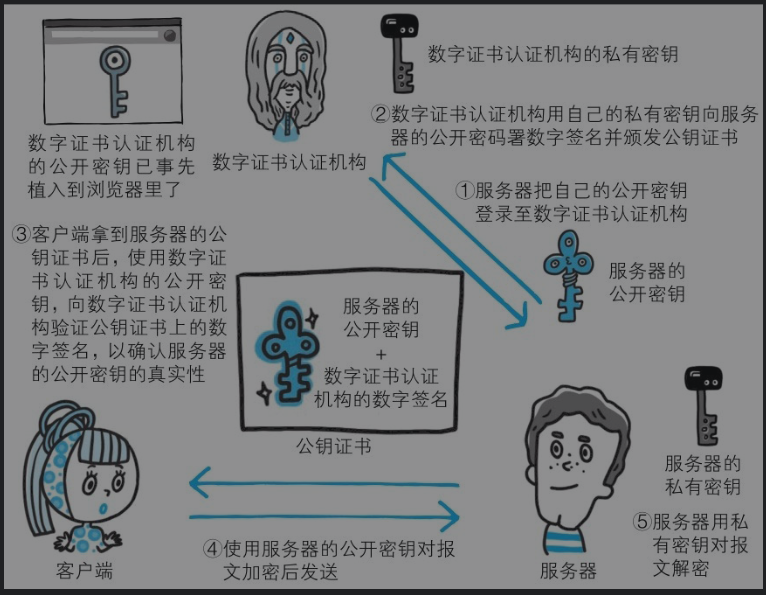 数字证书认证机构的私有密钥
②数字证书认证机构用自己的私有密钥向服务
器的公开密码署数字签名并颁发公钥证书
数字证书认证机构
的公开密钥已事先
植入到浏览器里了
数字证书认证机构
①服务器把自己的公开密钥
登录至数字证书认证机构
服务器的
公开密钥
③客户端拿到服务器的公
钥证书后，使用数字证
书认证机构的公开密
钥，向数字证书认证机
构验证公钥证书上的数
字签名，以确认服务器
的公开密钥的真实性
服务器的
公开密钥
+
数字证书认证
机构的数字签名
公钥证书
服务器的
私有密钥
④使用服务器的公开密钥对报
文加密后发送
⑤服务器用私
有密钥对报
文解密
客户端
服务器